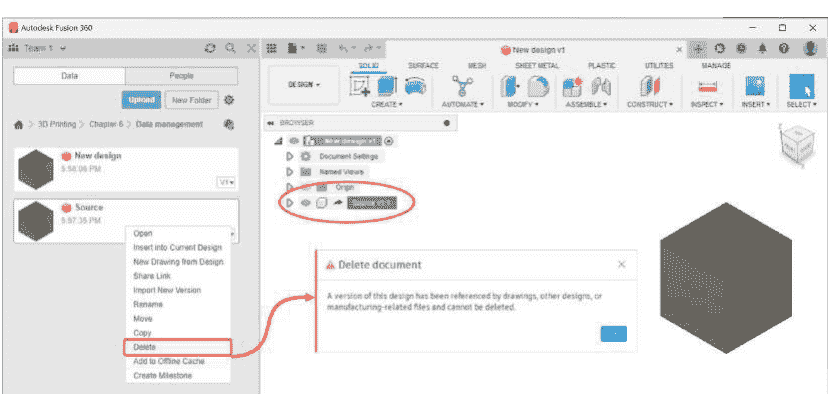 Autodesk Fusion 360
Team 1
New design v1
Data
People
Upload
New Folder
3D Printing > Chapter 6 > Data management
New design
5:58:06 PM
V1
Source
5:57:35 PM
Open
Insert into Current Design
New Drawing from Design
Share Link
Import New Version
Rename
Move
Copy
Delete
Add to Offline Cache
Create Milestone
SOLID
SURFACE
MESH
SHEET METAL
PLASTIC
UTILITIES
MANAGE
DESIGN
CREATE
AUTOMATE
MODIFY
ASSEMBLE
CONSTRUCT
INSPECT
INSERT
SELECT
BROWSER
New design v1
Document Settings
Named Views
Origin
Delete document
A version of this design has been referenced by drawings, other designs, or
manufacturing-related files and cannot be deleted.